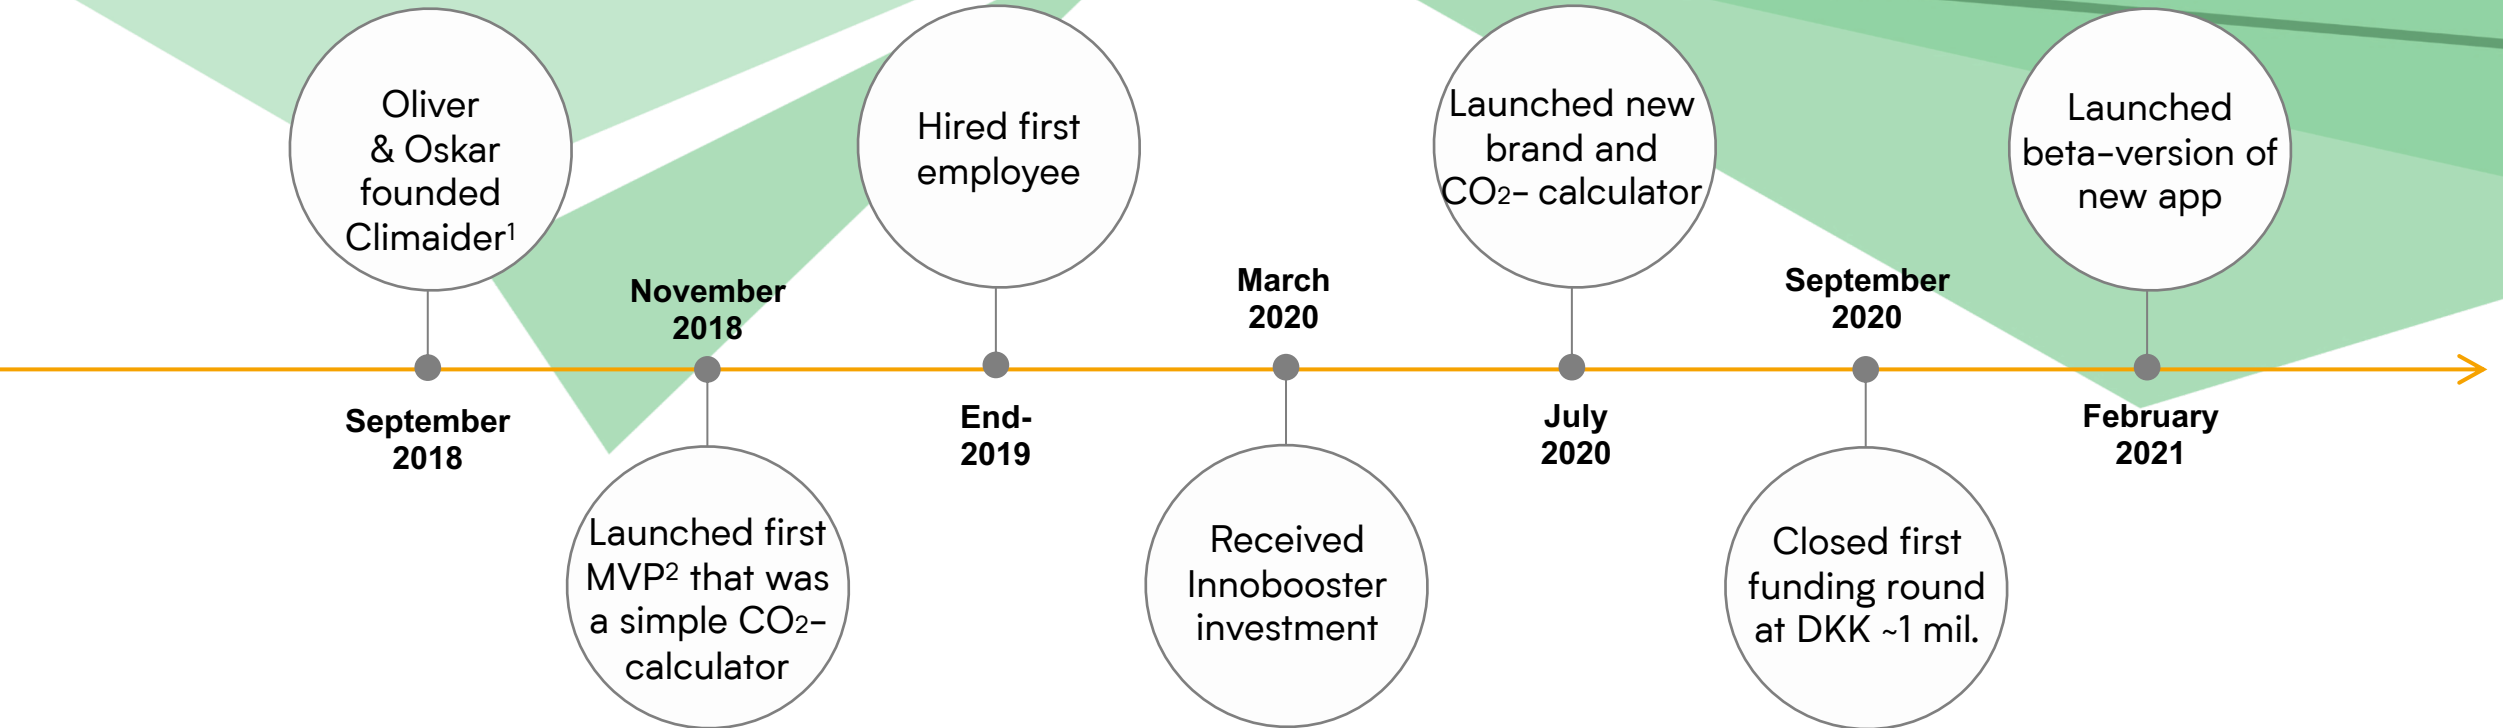 Oliver
& Oskar
founded
Climaider¹
September
2018
November
2018
Launched first
MVP² that was
a simple CO₂-
calculator
Hired first
employee
End-
2019
March
2020
Received
Innobooster
investment
Launched new
brand and
CO₂- calculator
July
2020
September
2020
Closed first
funding round
at DKK ~1 mil.
Launched
beta-version of
new app
February
2021